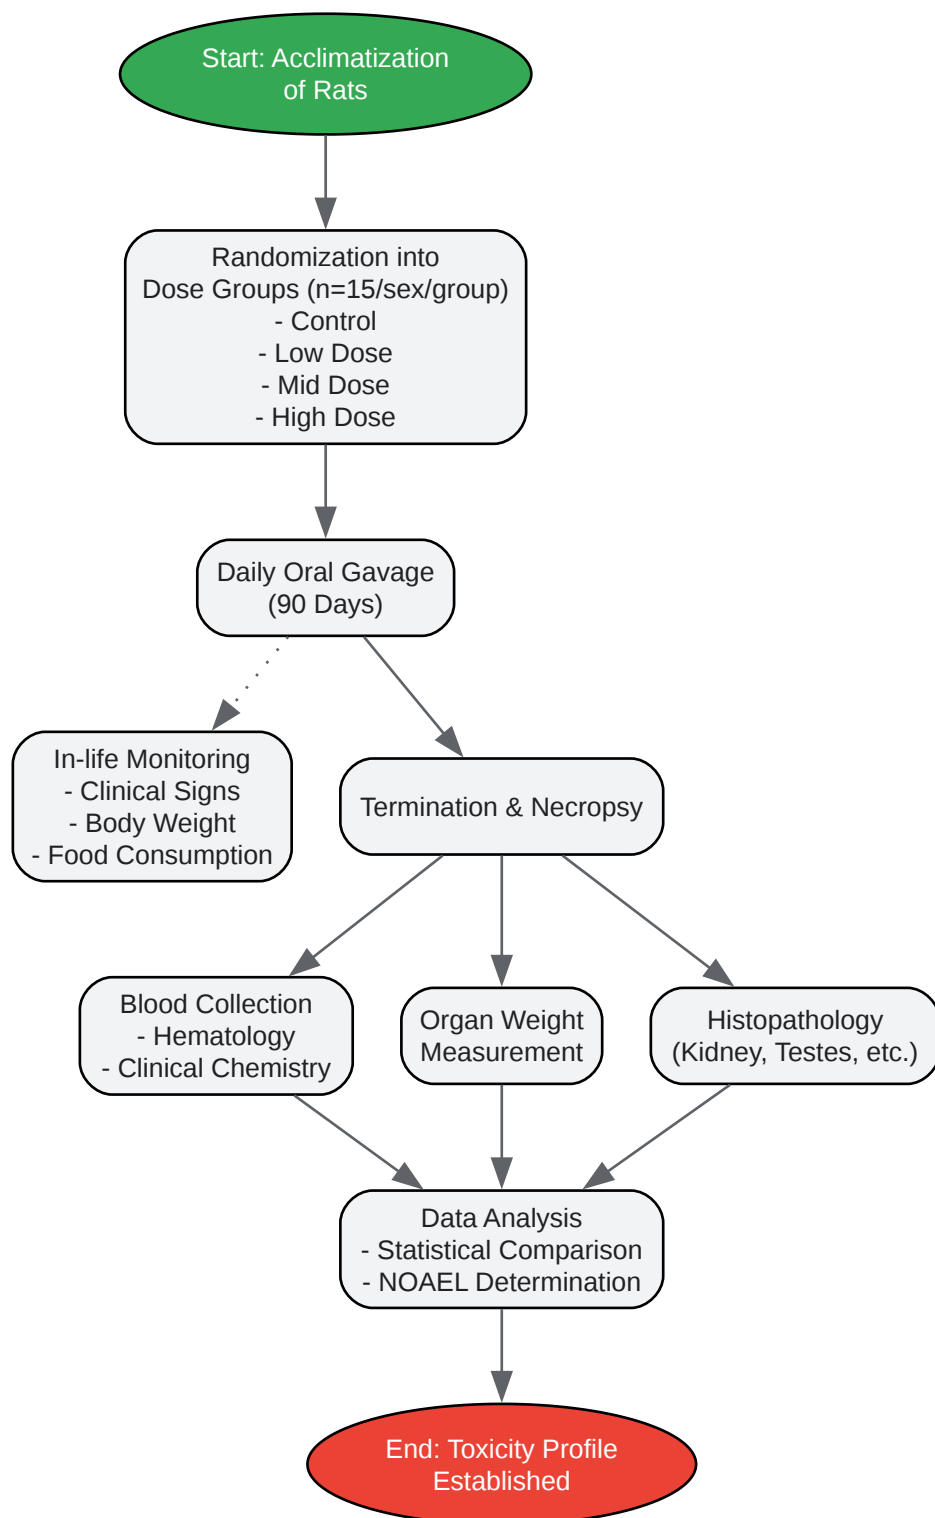 Start: Acclimatization
of Rats
Randomization into
Dose Groups (n=15/sex/group)
- Control
- Low Dose
- Mid Dose
- High Dose
Daily Oral Gavage
(90 Days)
In-life Monitoring
- Clinical Signs
- Body Weight
- Food Consumption
Termination & Necropsy
Blood Collection
- Hematology
- Clinical Chemistry
Organ Weight
Measurement
Histopathology
(Kidney, Testes, etc.)
Data Analysis
- Statistical Comparison
- NOAEL Determination
End: Toxicity Profile
Established